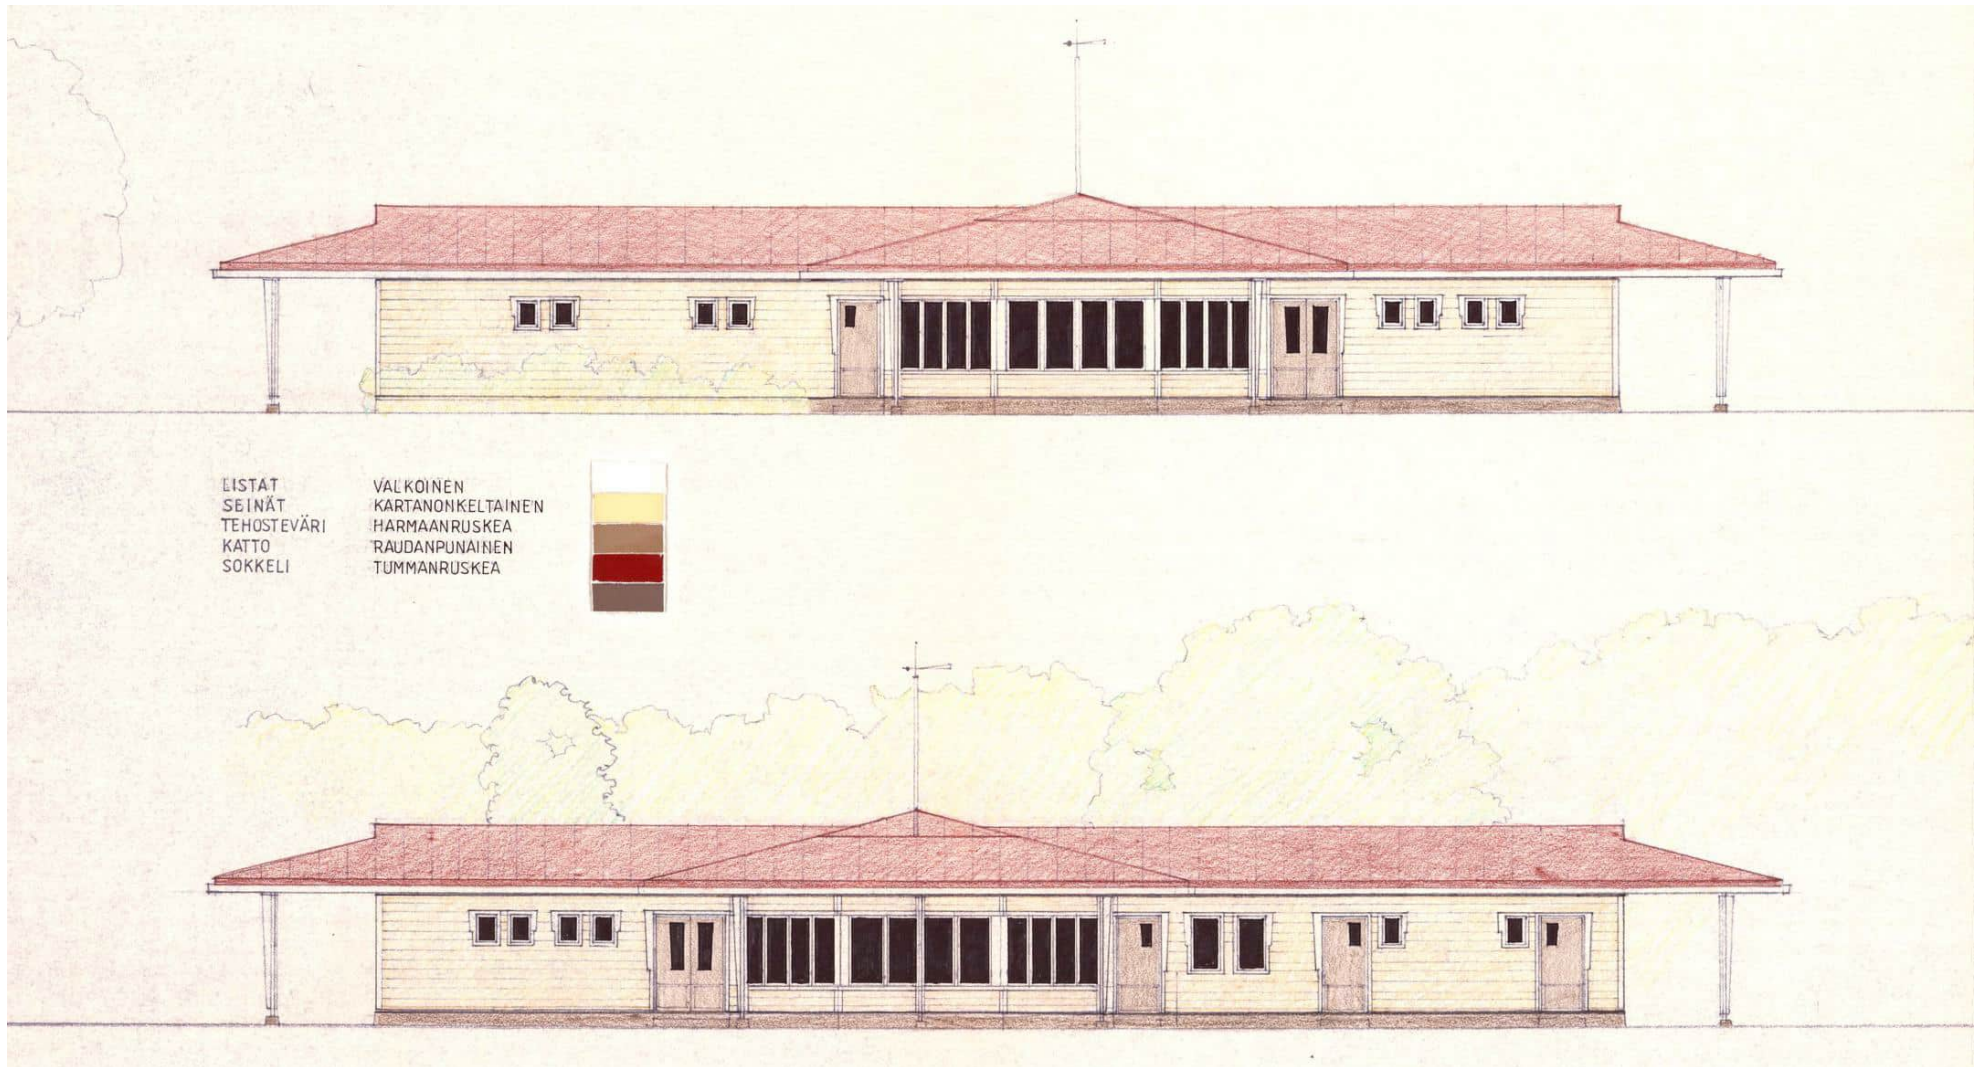 LISTAT VALKOINEN
SEINÄT KARTANONKELTAINEN
TEHOSTEVÄRI HARMAANRUSKEA
KATTO RAUDANPUNAINEN
SOKKELI TUMMANRUSKEA